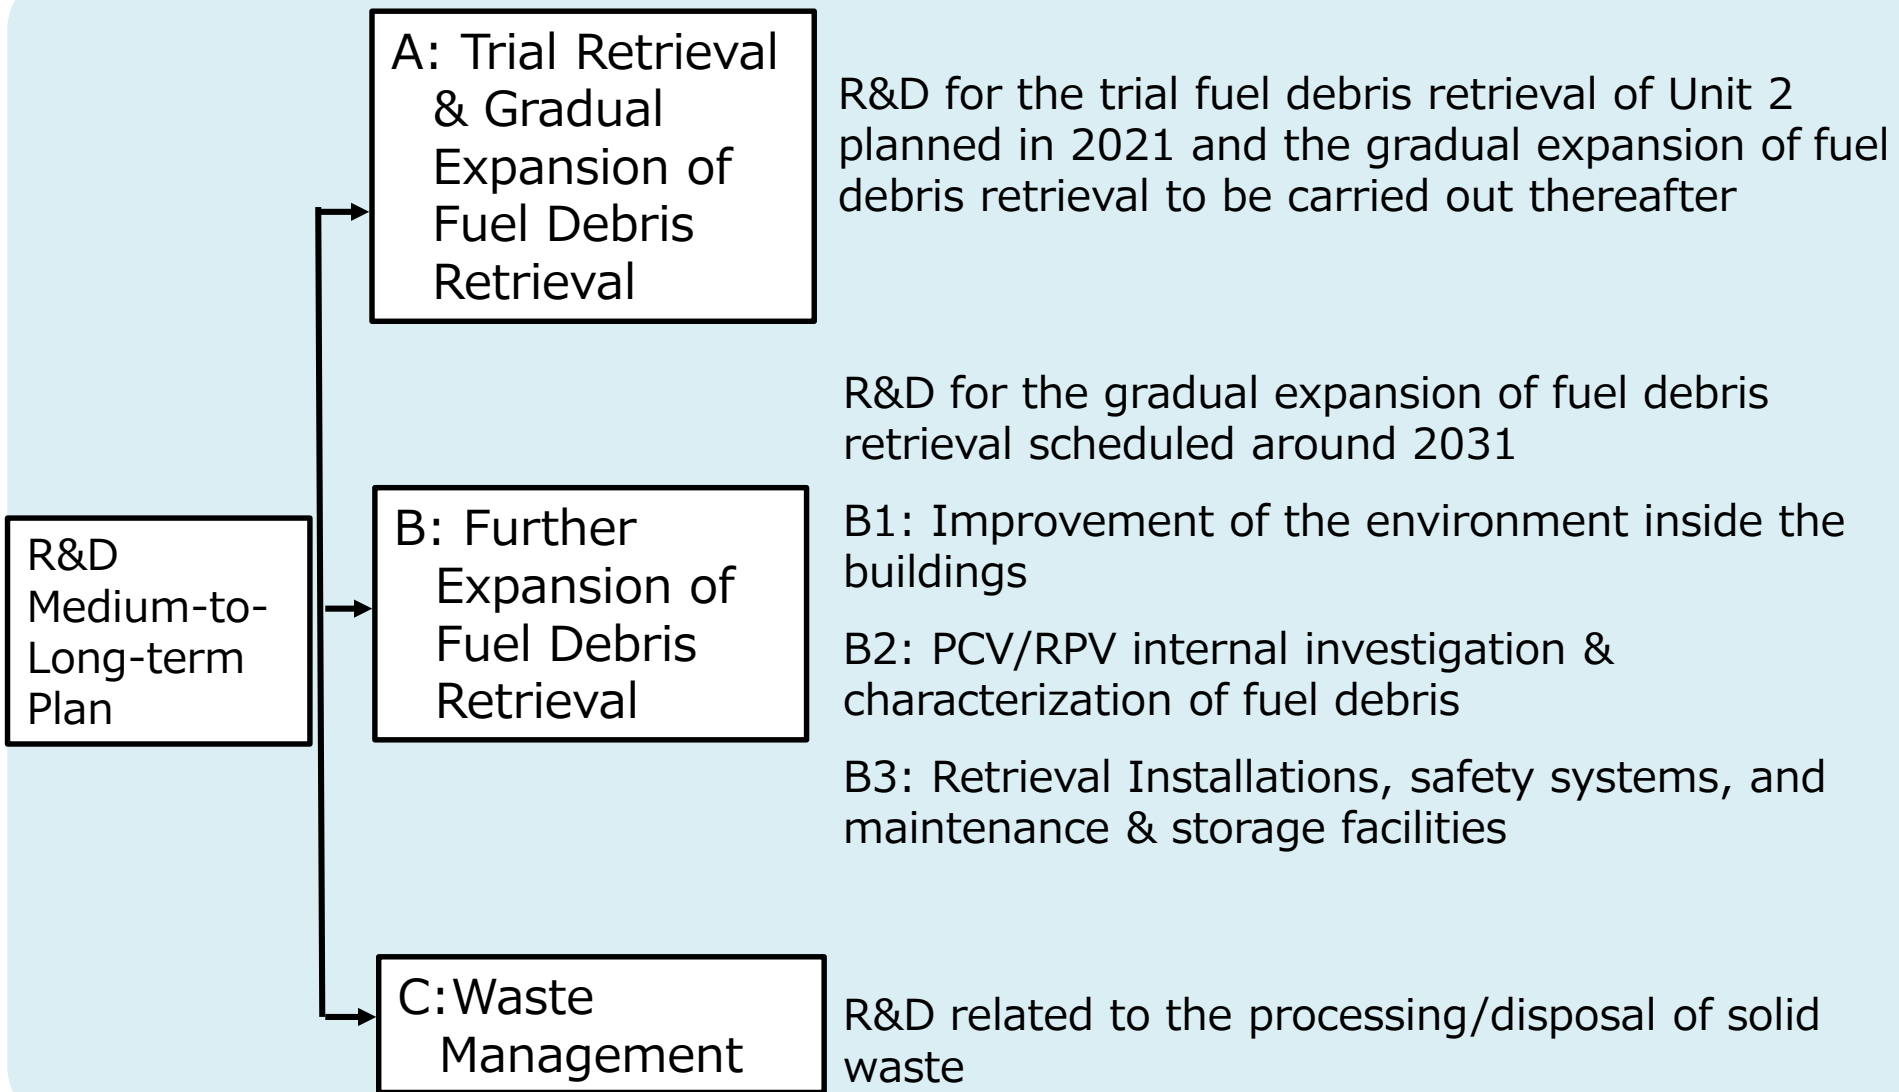 A: Trial Retrieval
& Gradual
Expansion of
Fuel Debris
Retrieval
R&D for the trial fuel debris retrieval of Unit 2
planned in 2021 and the gradual expansion of fuel
debris retrieval to be carried out thereafter
R&D
Medium-to-
Long-term
Plan
B: Further
Expansion of
Fuel Debris
Retrieval
R&D for the gradual expansion of fuel debris
retrieval scheduled around 2031
B1: Improvement of the environment inside the
buildings
B2: PCV/RPV internal investigation &
characterization of fuel debris
B3: Retrieval Installations, safety systems, and
maintenance & storage facilities
C:Waste
Management
R&D related to the processing/disposal of solid
waste